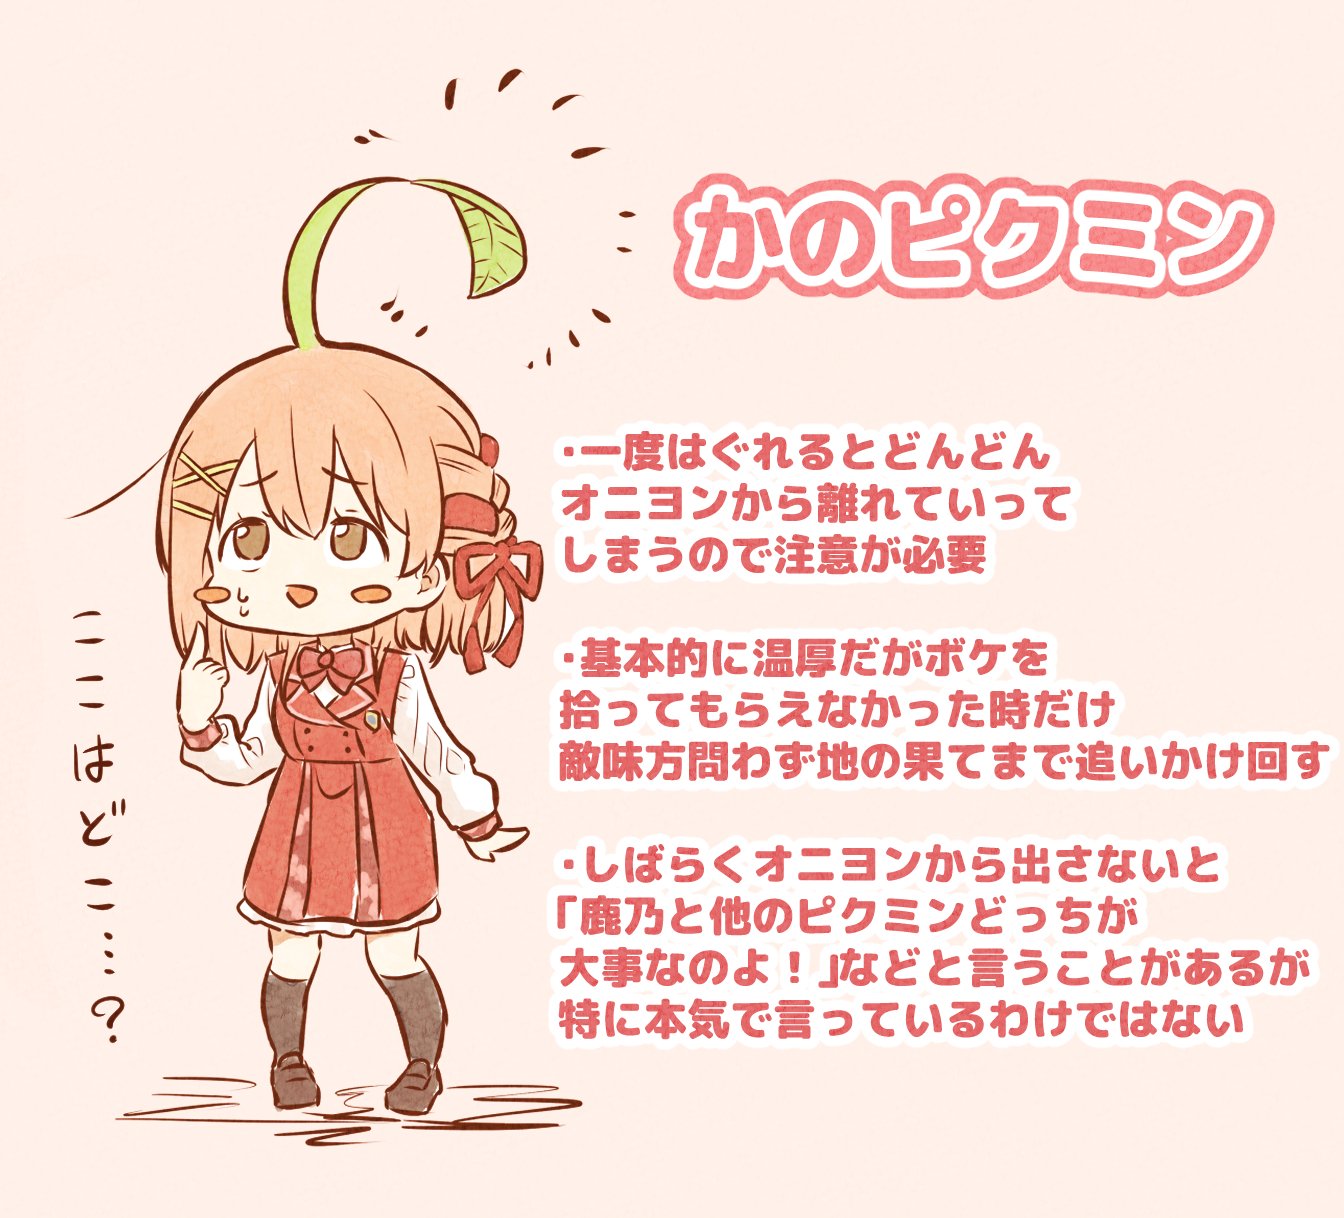 かのピクミン
・一度はぐれるとどんどん
オニヨンから離れていって
しまうので注意が必要
・基本的に温厚だがボケを
拾ってもらえなかった時だけ
敵味方問わず地の果てまで追いかけ回す
・しばらくオニヨンから出さないと
「鹿乃と他のピクミンどっちが
大事なのよ！」などと言うことがあるが
特に本気で言っているわけではない
ここはどこ…？